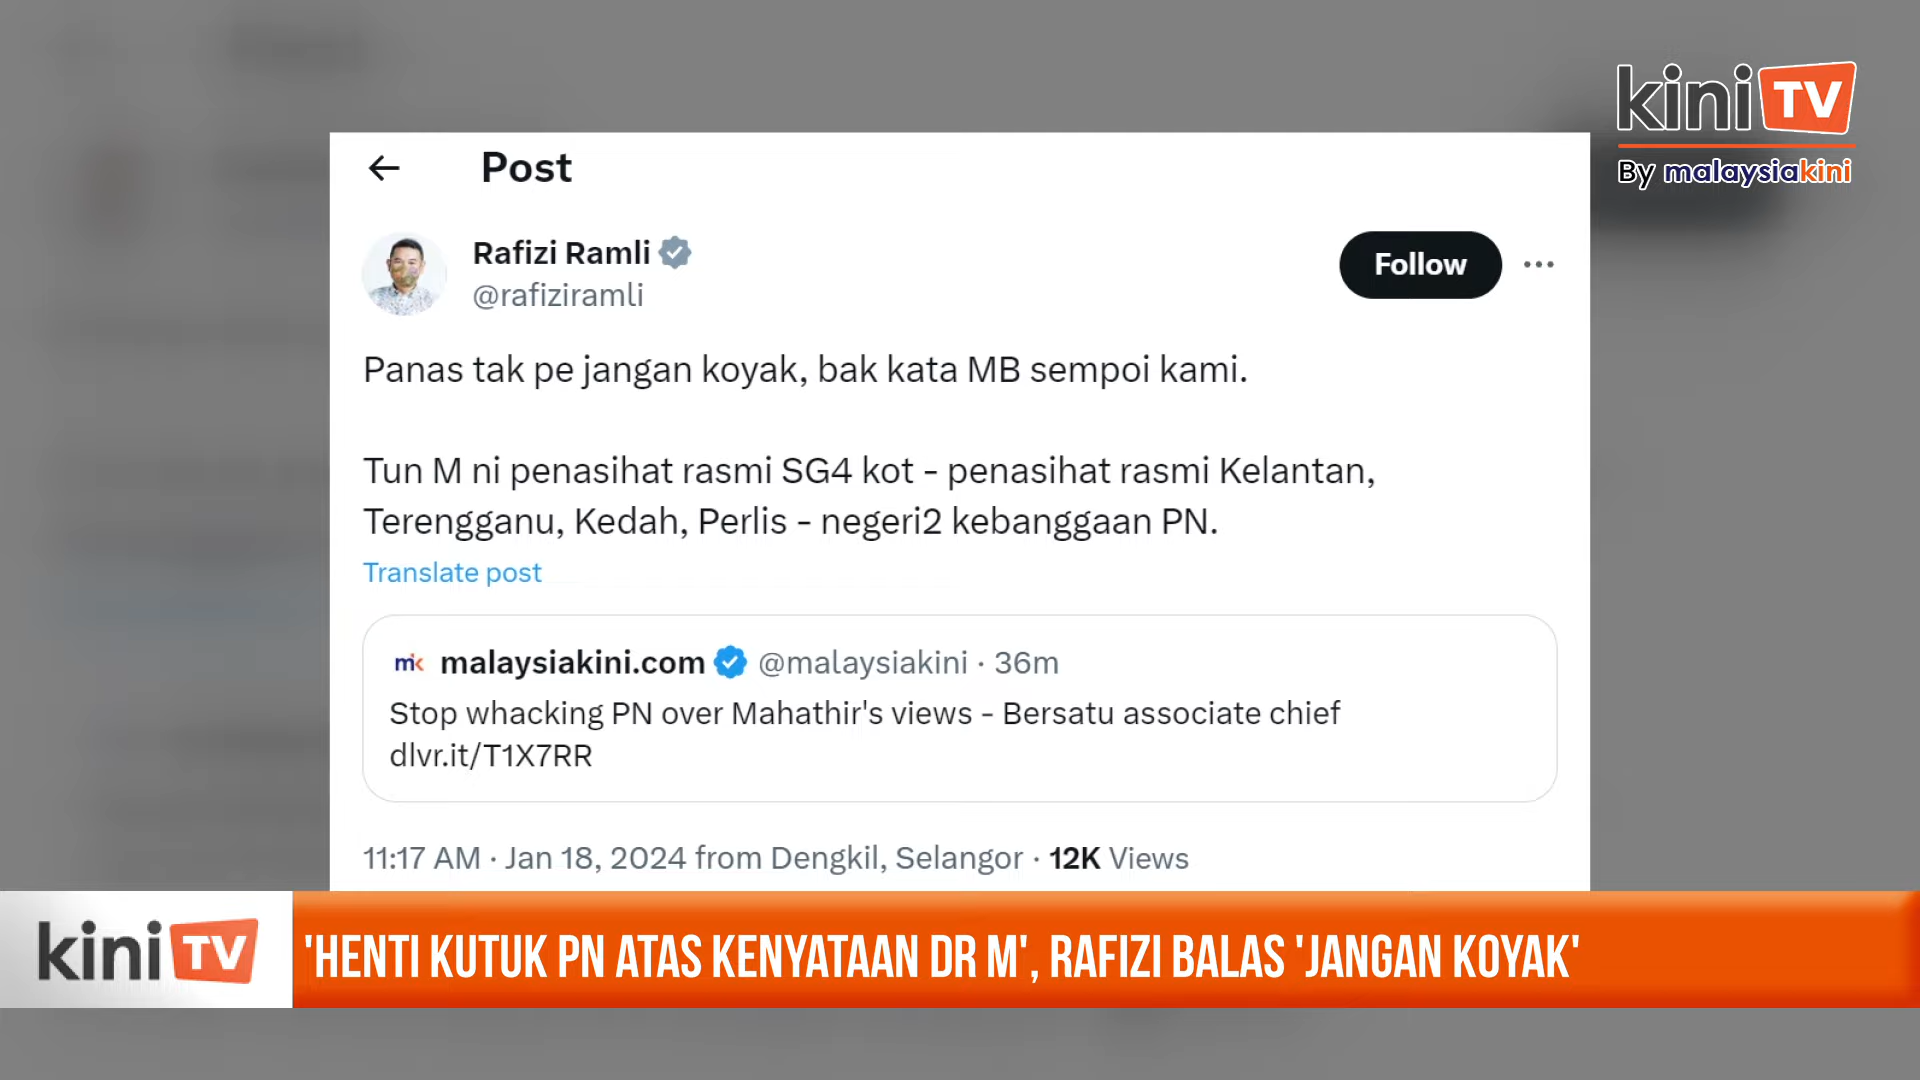 kini TV
By malaysiakini
Post
Rafizi Ramli
@rafiziramli
Follow
Panas tak pe jangan koyak, bak kata MB sempoi kami.
Tun M ni penasihat rasmi SG4 kot - penasihat rasmi Kelantan,
Terengganu, Kedah, Perlis - negeri2 kebanggaan PN.
Translate post
mk malaysiakini.com @malaysiakini · 36m
Stop whacking PN over Mahathir's views - Bersatu associate chief
dlvr.it/T1X7RR
11:17 AM · Jan 18, 2024 from Dengkil, Selangor · 12K Views
kini TV
'HENTI KUTUK PN ATAS KENYATAAN DR M', RAFIZI BALAS 'JANGAN KOYAK'